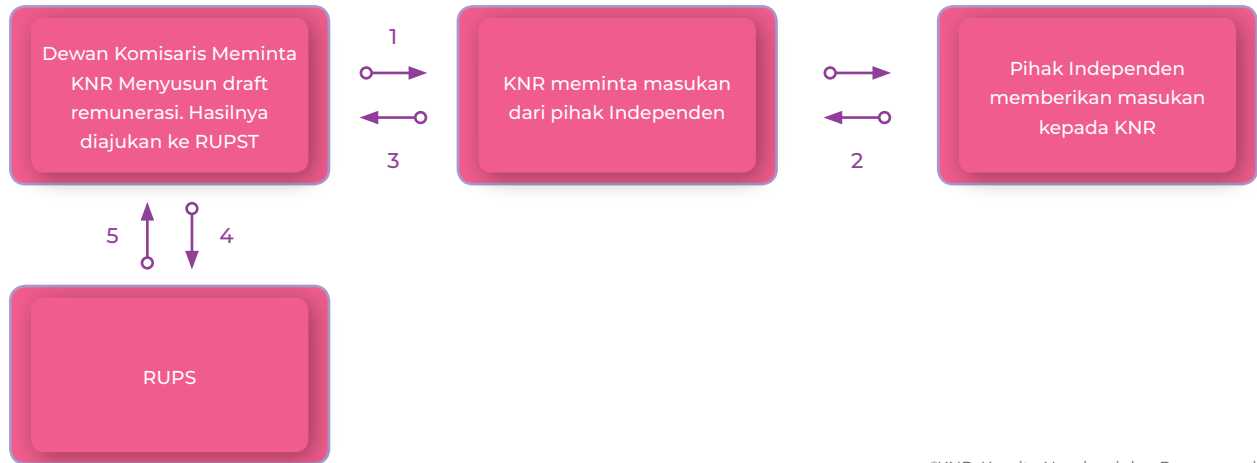 Dewan Komisaris Meminta
KNR Menyusun draft
remunerasi. Hasilnya
diajukan ke RUPST
1
3
KNR meminta masukan
dari pihak Independen
2
Pihak Independen
memberikan masukan
kepada KNR
5
4
RUPS